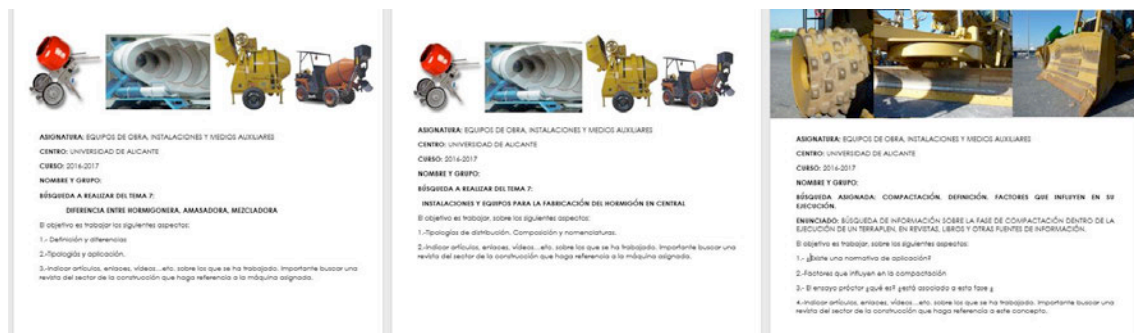 ASIGNATURA: EQUIPOS DE OBRA, INSTALACIONES Y MEDIOS AUXILIARES
CENTRO: UNIVERSIDAD DE ALICANTE
CURSO: 2016-2017
NOMBRE Y GRUPO:
BÚSQUEDA A REALIZAR DEL TEMA 7:
DIFERENCIA ENTRE HORMIGONERA, AMASADORA, MEZCLADORA
El objetivo es trabajar los siguientes aspectos:
1.- Definición y diferencias
2.-Tipologías y aplicación.
3.-Indicar artículos, enlaces, vídeos...etc. sobre los que se ha trabajado. Importante buscar una
revista del sector de la construcción que haga referencia a la máquina asignada.
ASIGNATURA: EQUIPOS DE OBRA, INSTALACIONES Y MEDIOS AUXILIARES
CENTRO: UNIVERSIDAD DE ALICANTE
CURSO: 2016-2017
NOMBRE Y GRUPO:
BÚSQUEDA A REALIZAR DEL TEMA 7:
INSTALACIONES Y EQUIPOS PARA LA FABRICACIÓN DEL HORMIGÓN EN CENTRAL
El objetivo es trabajar, sobre los siguientes aspectos:
1.-Tipologías de distribución. Composición y nomenclaturas.
2.-Indicar artículos, enlaces, vídeos...etc. sobre los que se ha trabajado. Importante buscar una
revista del sector de la construcción que haga referencia a la máquina asignada.
ASIGNATURA: EQUIPOS DE OBRA, INSTALACIONES Y MEDIOS AUXILIARES
CENTRO: UNIVERSIDAD DE ALICANTE
CURSO: 2016-2017
NOMBRE Y GRUPO:
BÚSQUEDA ASIGNADA: COMPACTACIÓN. DEFINICIÓN. FACTORES QUE INFLUYEN EN SU
EJECUCIÓN.
ENUNCIADO: BÚSQUEDA DE INFORMACIÓN SOBRE LA FASE DE COMPACTACIÓN DENTRO DE LA
EJECUCIÓN DE UN TERRAPLEN, EN REVISTAS, LIBROS Y OTRAS FUENTES DE INFORMACIÓN.
El objetivo es trabajar, sobre los siguientes aspectos:
1.- ¿Existe una normativa de aplicación?
2.-Factores que influyen en la compactación
3.- El ensayo próctor ¿qué es? ¿está asociado a esta fase ¿
4.-Indicar artículos, enlaces, vídeos...etc. sobre los que se ha trabajado. Importante buscar una
revista del sector de la construcción que haga referencia a este concepto.